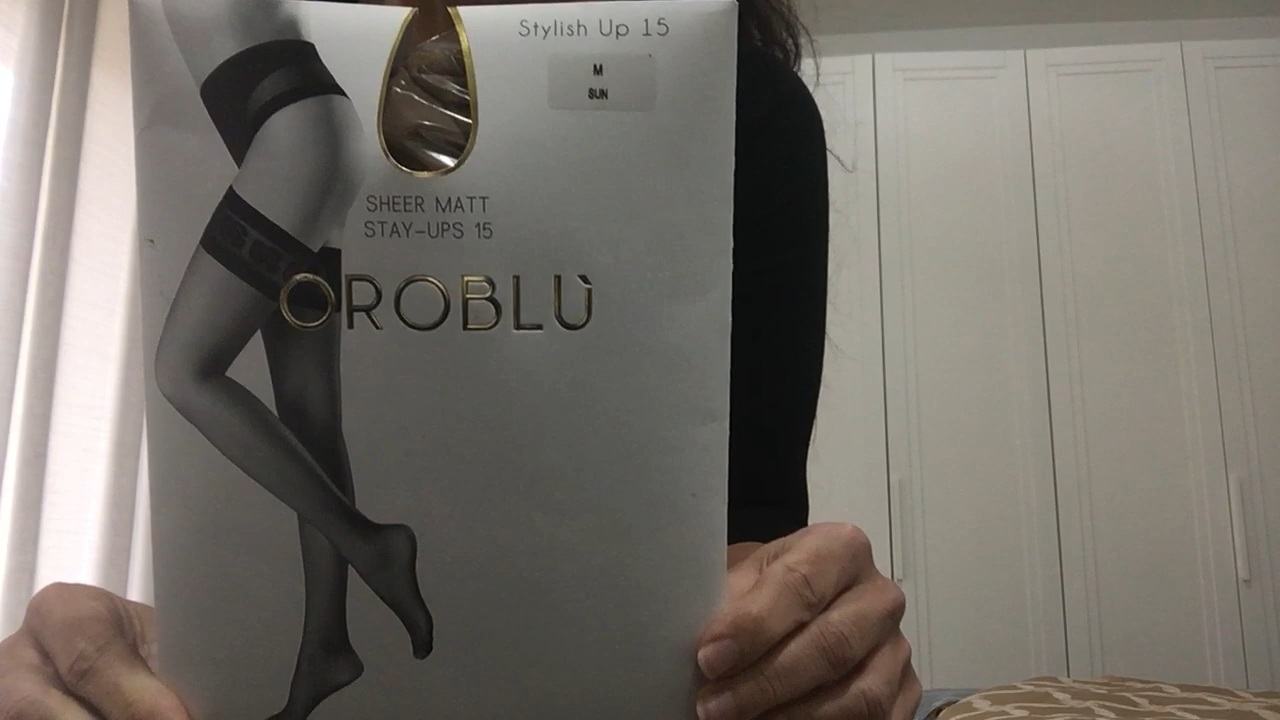 Stylish Up 15
M
SUN
SHEER MATT
STAY-UPS 15
OROBLÙ